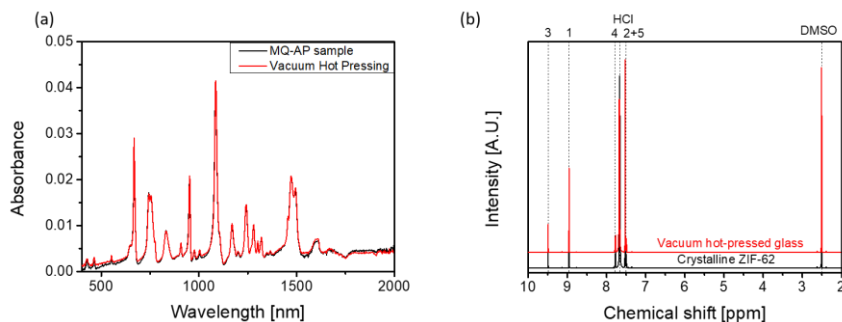 (a)
0.05
0.04
0.03
0.02
0.01
0.00
Absorbance
MQ-AP sample
Vacuum Hot Pressing
500 1000 1500 2000
Wavelength [nm]
(b)
HCl
3 1 4 2+5 DMSO
Intensity [A.U.]
Vacuum hot-pressed glass
Crystalline ZIF-62
10 9 8 7 6 5 4 3 2
Chemical shift [ppm]